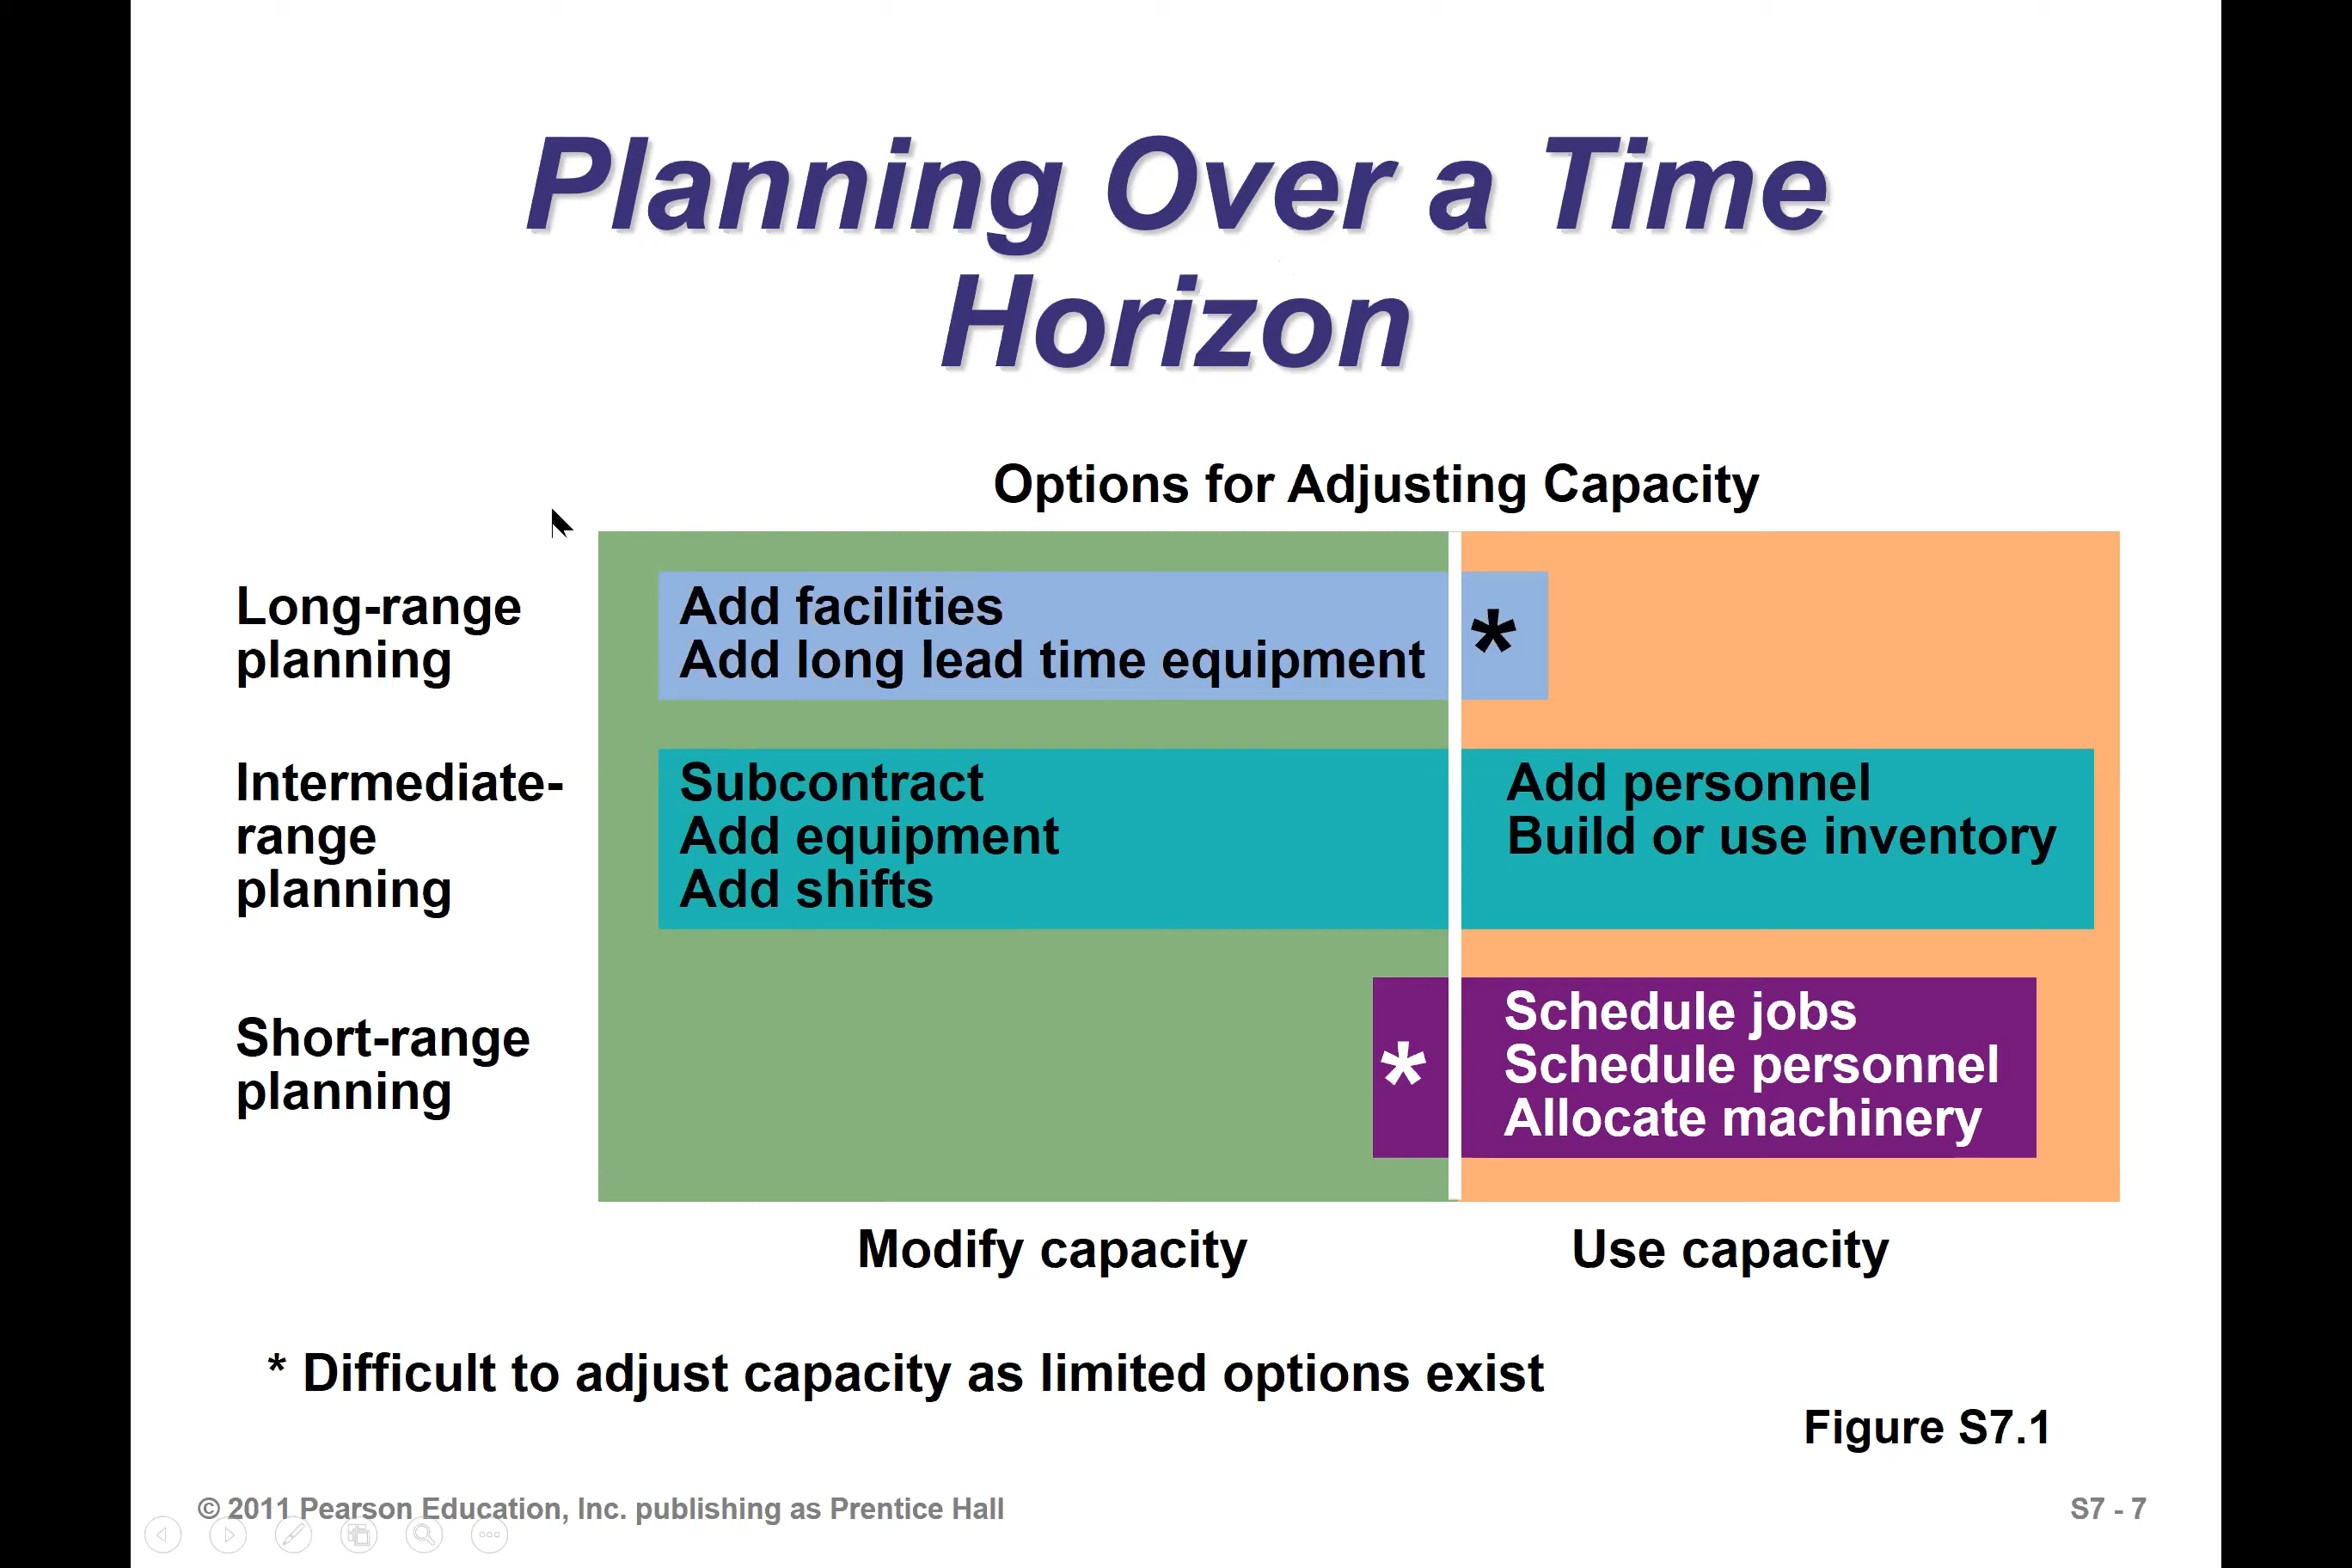 Planning Over a Time
Horizon
Options for Adjusting Capacity
Long-range
planning
Add facilities
Add long lead time equipment
*
Intermediate-
range
planning
Subcontract
Add equipment
Add shifts
Add personnel
Build or use inventory
Short-range
planning
*
Schedule jobs
Schedule personnel
Allocate machinery
Modify capacity
Use capacity
* Difficult to adjust capacity as limited options exist
Figure S7.1
© 2011 Pearson Education, Inc. publishing as Prentice Hall
S7 - 7